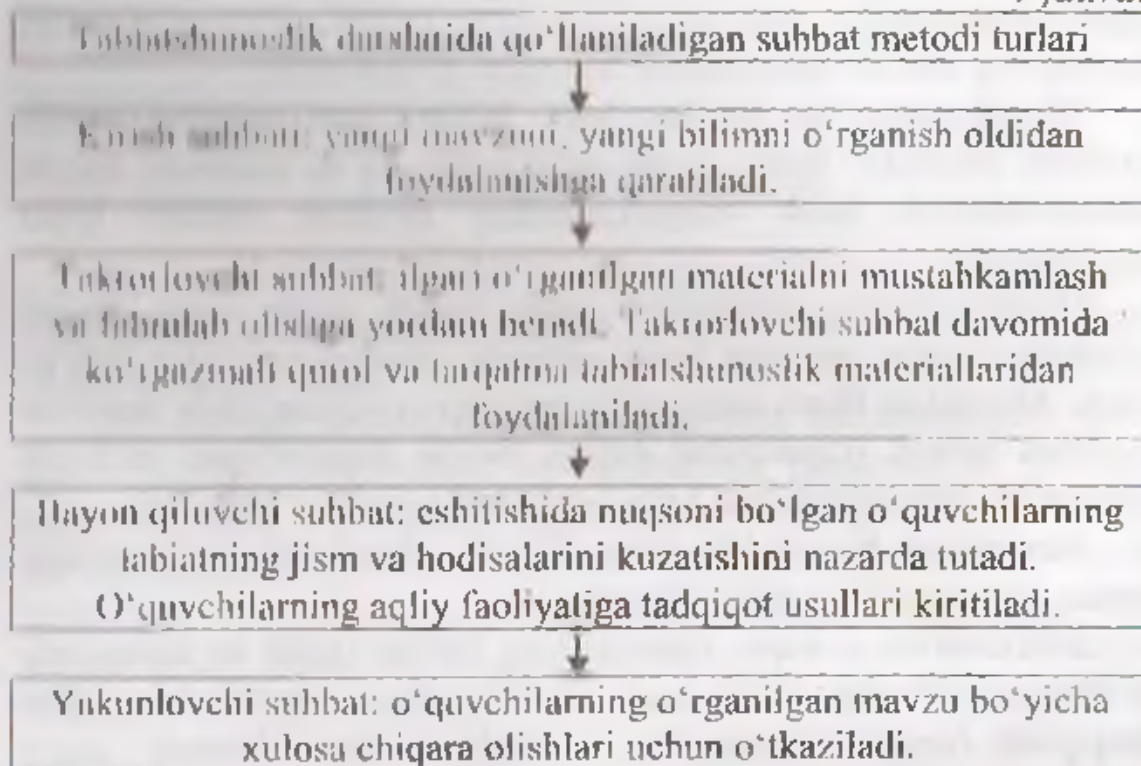 Tabiatshunoslik darslarida qo‘llaniladigan suhbat metodi turlari
Kirish suhbati: yangi mavzuni, yangi bilimni o‘rganish oldidan
foydalanishga qaratiladi.
Takrorlovchi suhbat: ilgari o‘rganilgan materialni mustahkamlash
va fahmlab olishga yordam beradi. Takrorlovchi suhbat davomida
ko‘rgazmali qurol va tarqatma tabiatshunoslik materiallaridan
foydalaniladi.
Bayon qiluvchi suhbat: eshitishida nuqsoni bo‘lgan o‘quvchilarning
tabiatning jism va hodisalarini kuzatishini nazarda tutadi.
O‘quvchilarning aqliy faoliyatiga tadqiqot usullari kiritiladi.
Yakunlovchi suhbat: o‘quvchilarning o‘rganilgan mavzu bo‘yicha
xulosa chiqara olishlari uchun o‘tkaziladi.